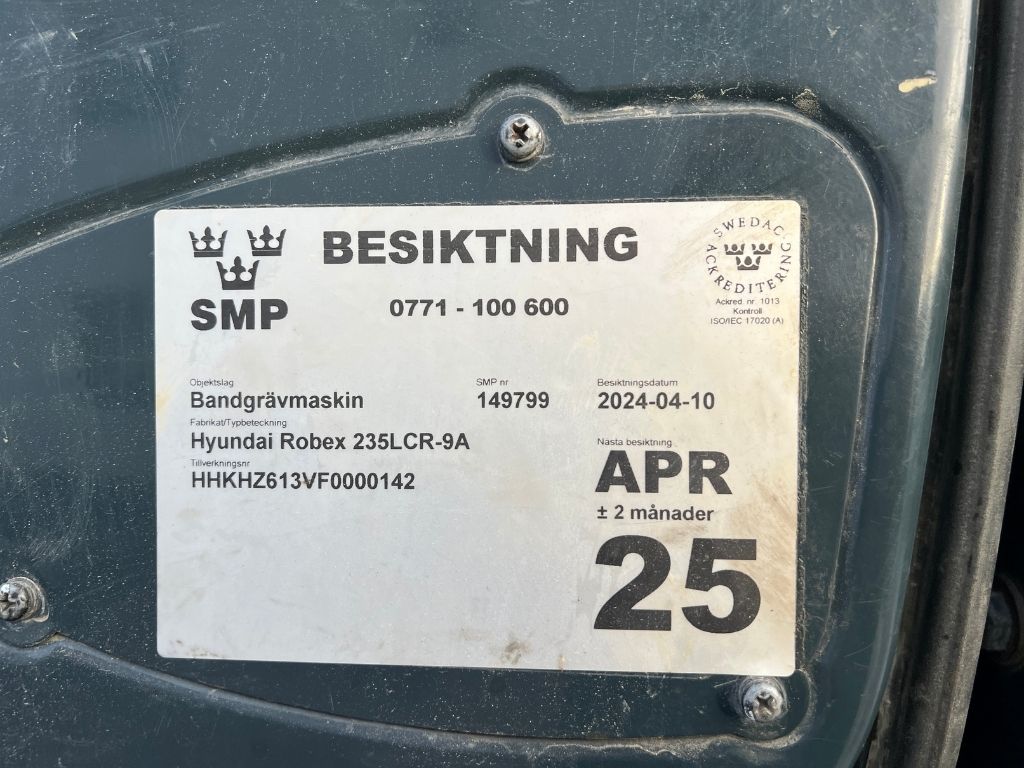 BESIKTNING
SMP
0771 - 100 600
SWEDAC ACKREDITERING
Ackred. nr. 1013
Kontroll
ISO/IEC 17020 (A)
Objektslag
Bandgrävmaskin
SMP nr
149799
Besiktningsdatum
2024-04-10
Fabrikat/Typbeteckning
Hyundai Robex 235LCR-9A
Tillverkningsnr
HHKHZ613VF0000142
Nästa besiktning
APR
± 2 månader
25